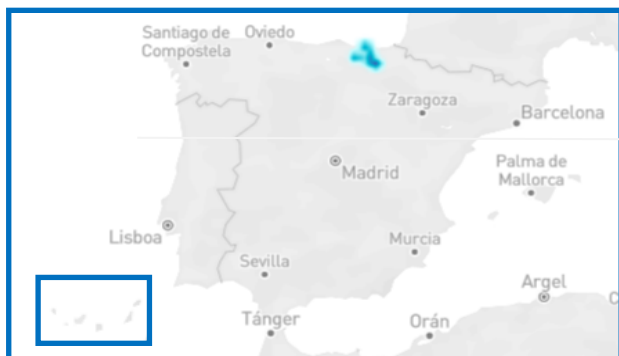 Santiago de
Compostela
Oviedo
Zaragoza
Barcelona
Madrid
Palma de
Mallorca
Lisboa
Murcia
Sevilla
Argel
Tánger
Orán
C